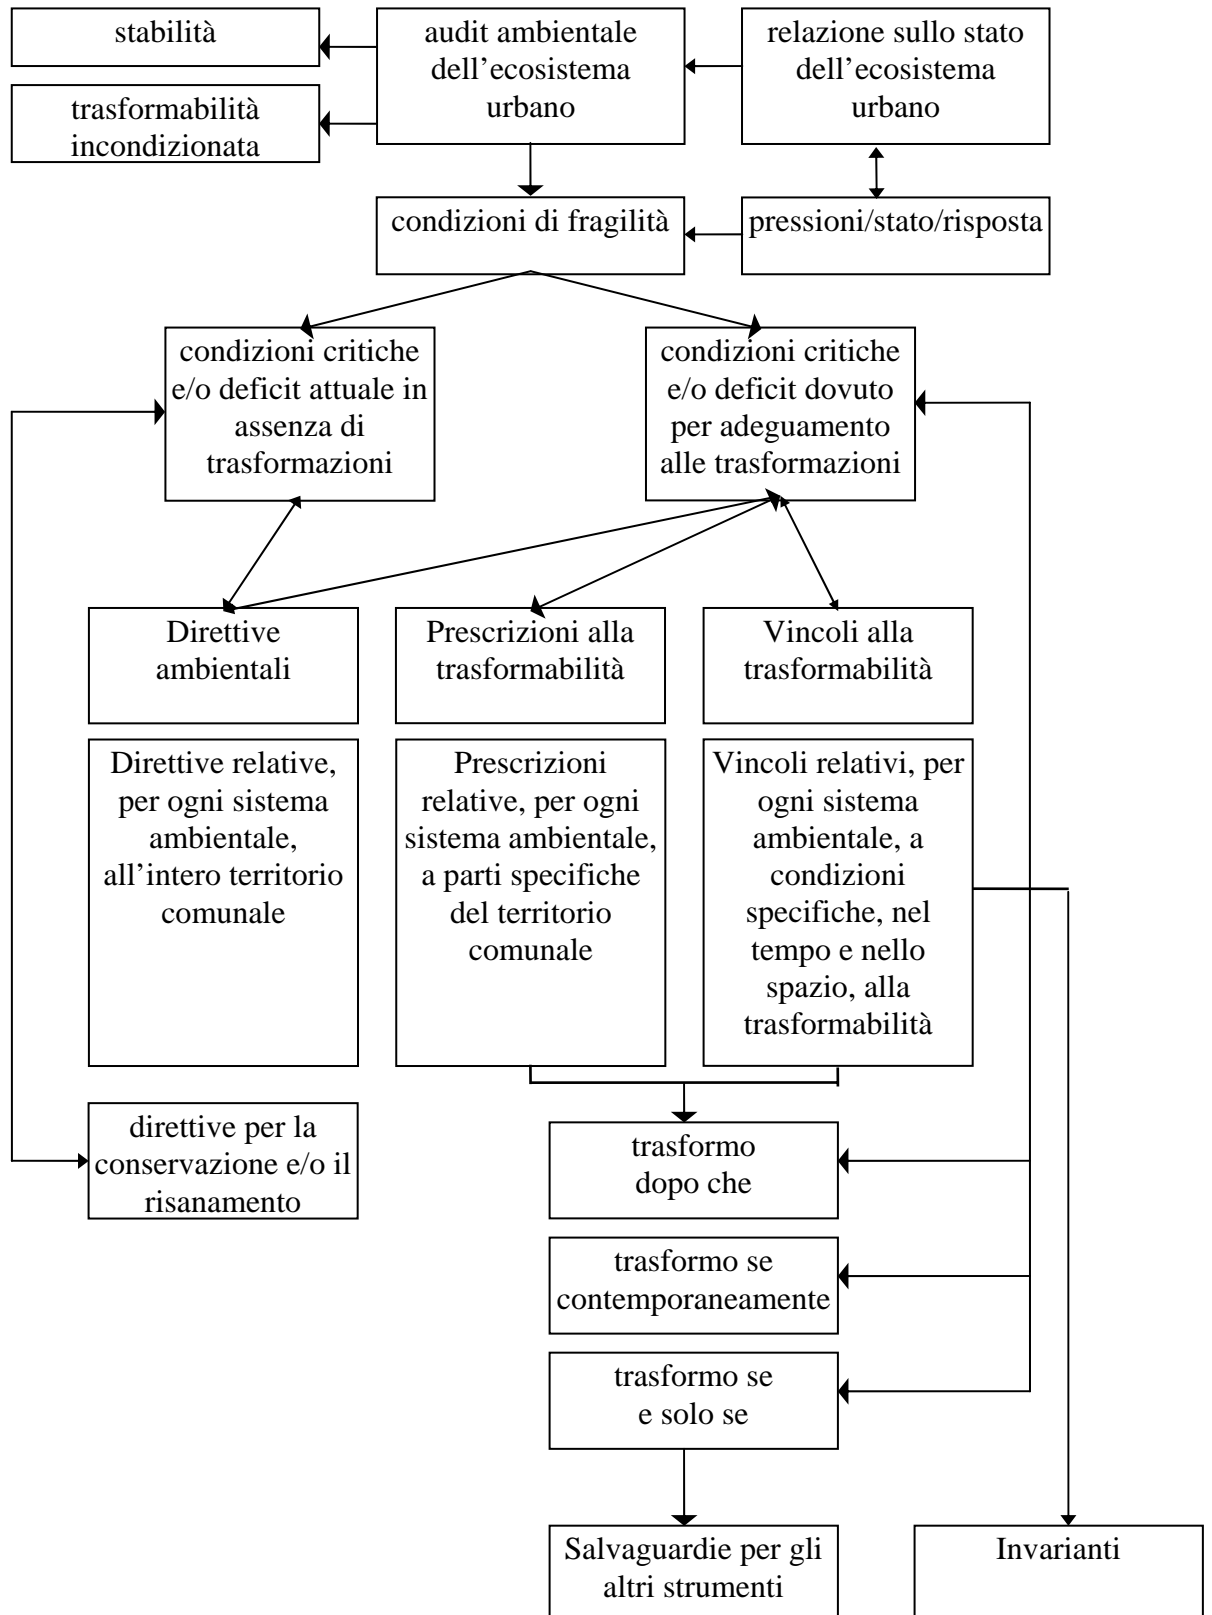 stabilità
trasformabilità
incondizionata
audit ambientale
dell’ecosistema
urbano
relazione sullo stato
dell’ecosistema
urbano
condizioni di fragilità
pressioni/stato/risposta
condizioni critiche
e/o deficit attuale in
assenza di
trasformazioni
condizioni critiche
e/o deficit dovuto
per adeguamento
alle trasformazioni
Direttive
ambientali
Prescrizioni alla
trasformabilità
Vincoli alla
trasformabilità
Direttive relative,
per ogni sistema
ambientale,
all’intero territorio
comunale
Prescrizioni
relative, per ogni
sistema ambientale,
a parti specifiche
del territorio
comunale
Vincoli relativi, per
ogni sistema
ambientale, a
condizioni
specifiche, nel
tempo e nello
spazio, alla
trasformabilità
direttive per la
conservazione e/o il
risanamento
trasformo
dopo che
trasformo se
contemporaneamente
trasformo se
e solo se
Salvaguardie per gli
altri strumenti
Invarianti